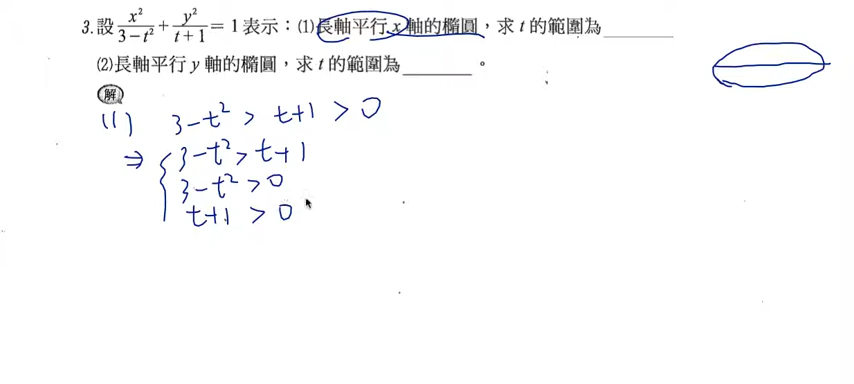 3.設 x²/(3−t²) + y²/(t+1) = 1 表示：(1)長軸平行 x 軸的橢圓，求 t 的範圍為________
(2)長軸平行 y 軸的橢圓，求 t 的範圍為________。
解
(1) 3−t² > t+1 > 0
⇒ { 3−t² > t+1
3−t² > 0
t+1 > 0